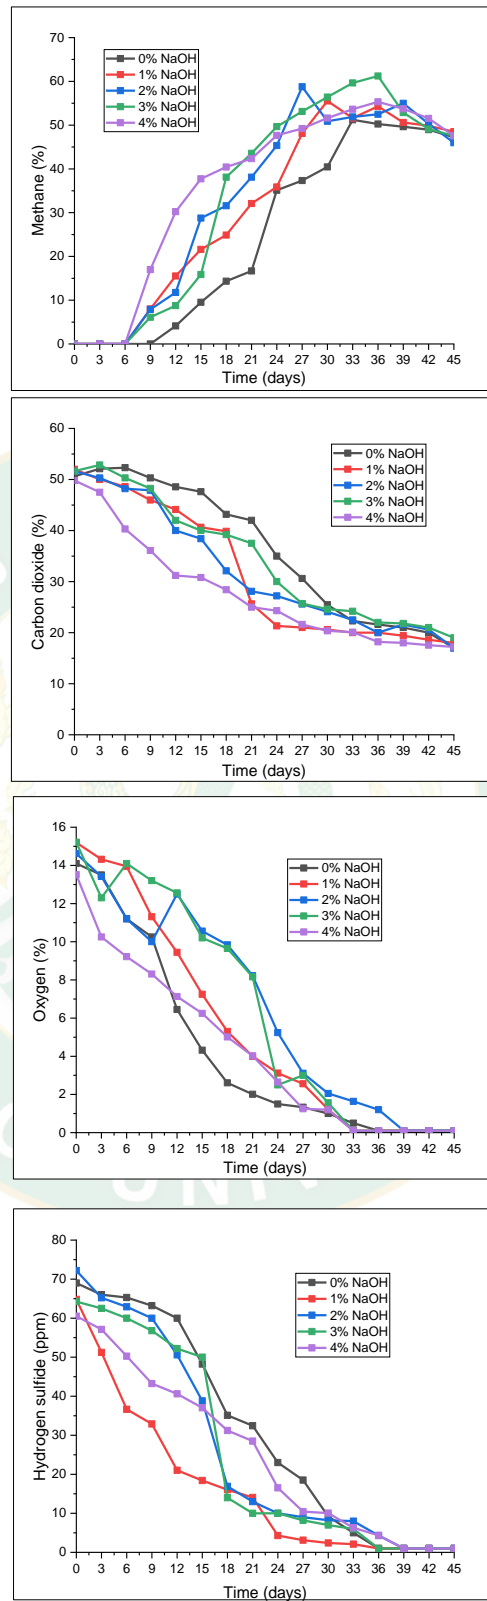 70
60
50
40
30
20
10
0
Methane (%)
0% NaOH
1% NaOH
2% NaOH
3% NaOH
4% NaOH
0 3 6 9 12 15 18 21 24 27 30 33 36 39 42 45
Time (days)
60
50
40
30
20
10
0
Carbon dioxide (%)
0% NaOH
1% NaOH
2% NaOH
3% NaOH
4% NaOH
0 3 6 9 12 15 18 21 24 27 30 33 36 39 42 45
Time (days)
16
14
12
10
8
6
4
2
0
Oxygen (%)
0% NaOH
1% NaOH
2% NaOH
3% NaOH
4% NaOH
0 3 6 9 12 15 18 21 24 27 30 33 36 39 42 45
Time (days)
UNIV
80
70
60
50
40
30
20
10
0
Hydrogen sulfide (ppm)
0% NaOH
1% NaOH
2% NaOH
3% NaOH
4% NaOH
0 3 6 9 12 15 18 21 24 27 30 33 36 39 42 45
Time (days)